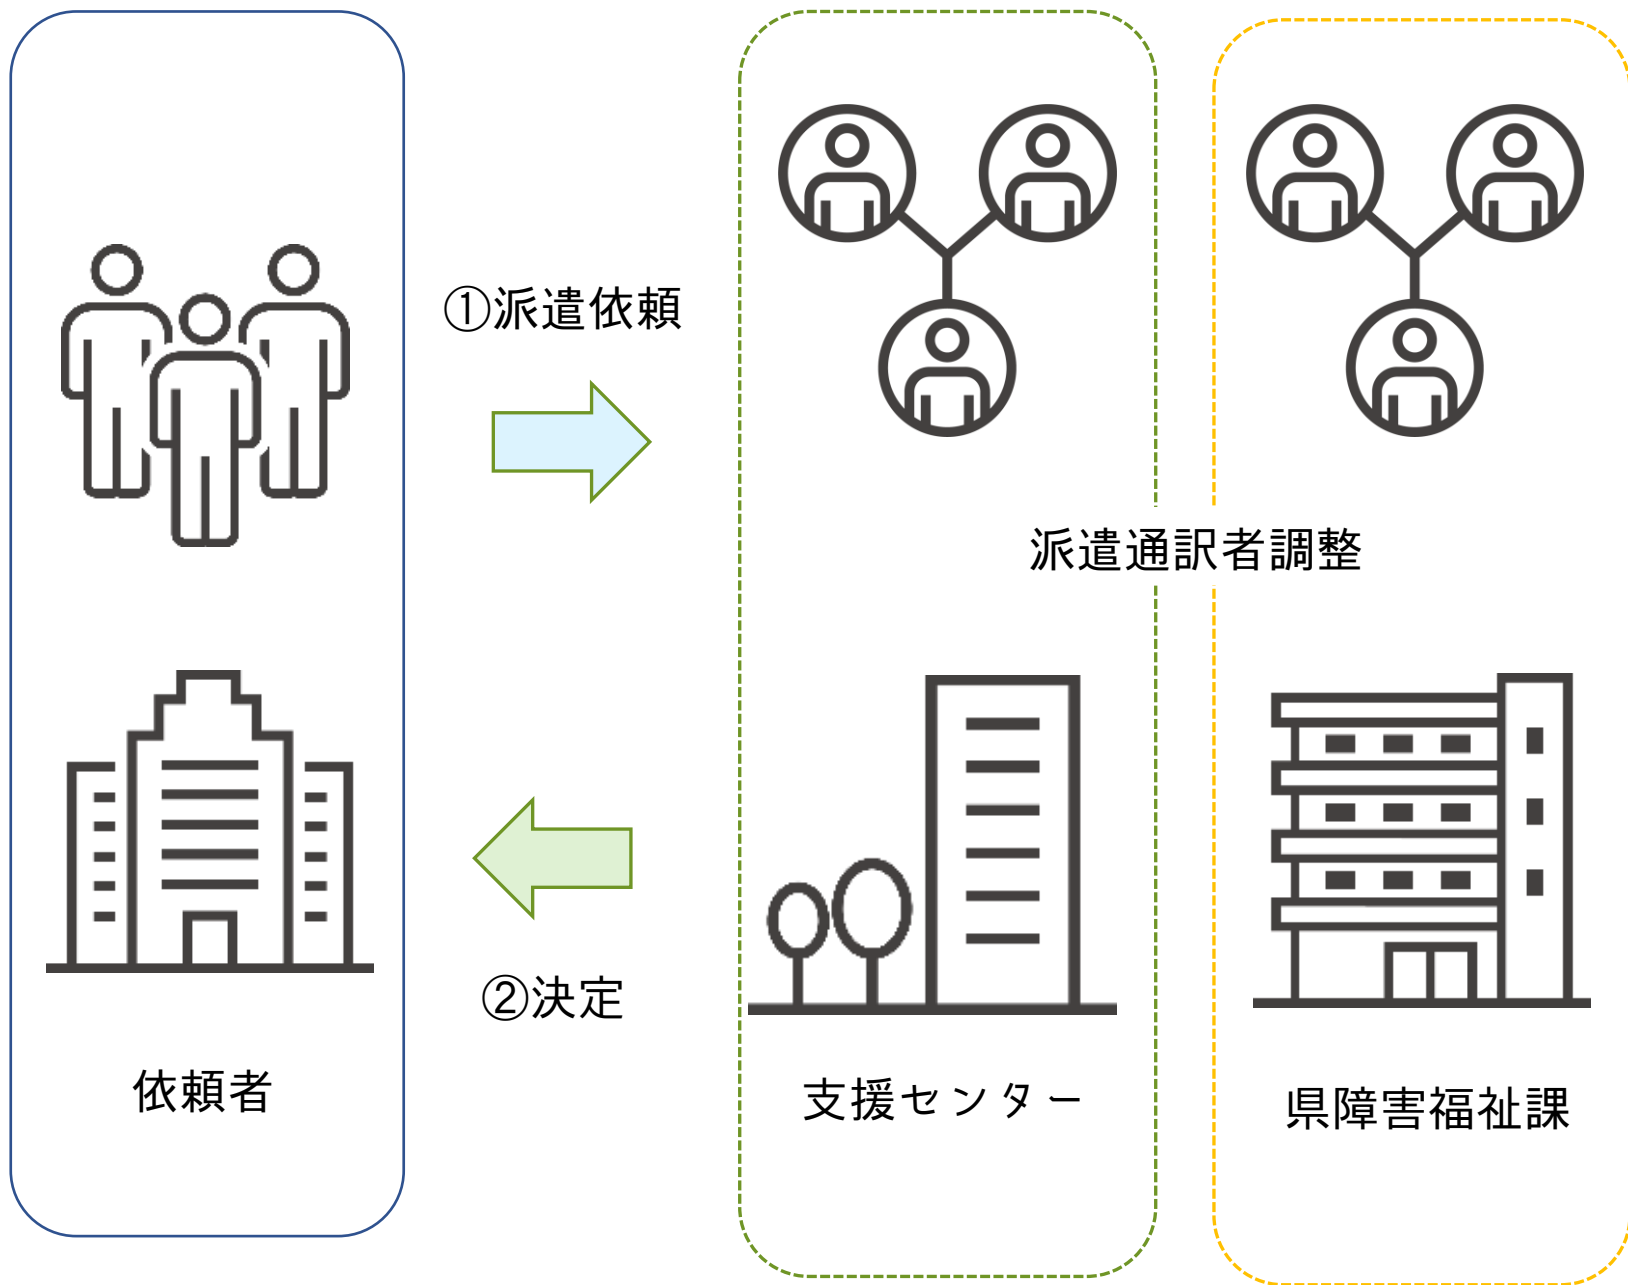 ①派遣依頼
派遣通訳者調整
②決定
依頼者
支援センター
県障害福祉課